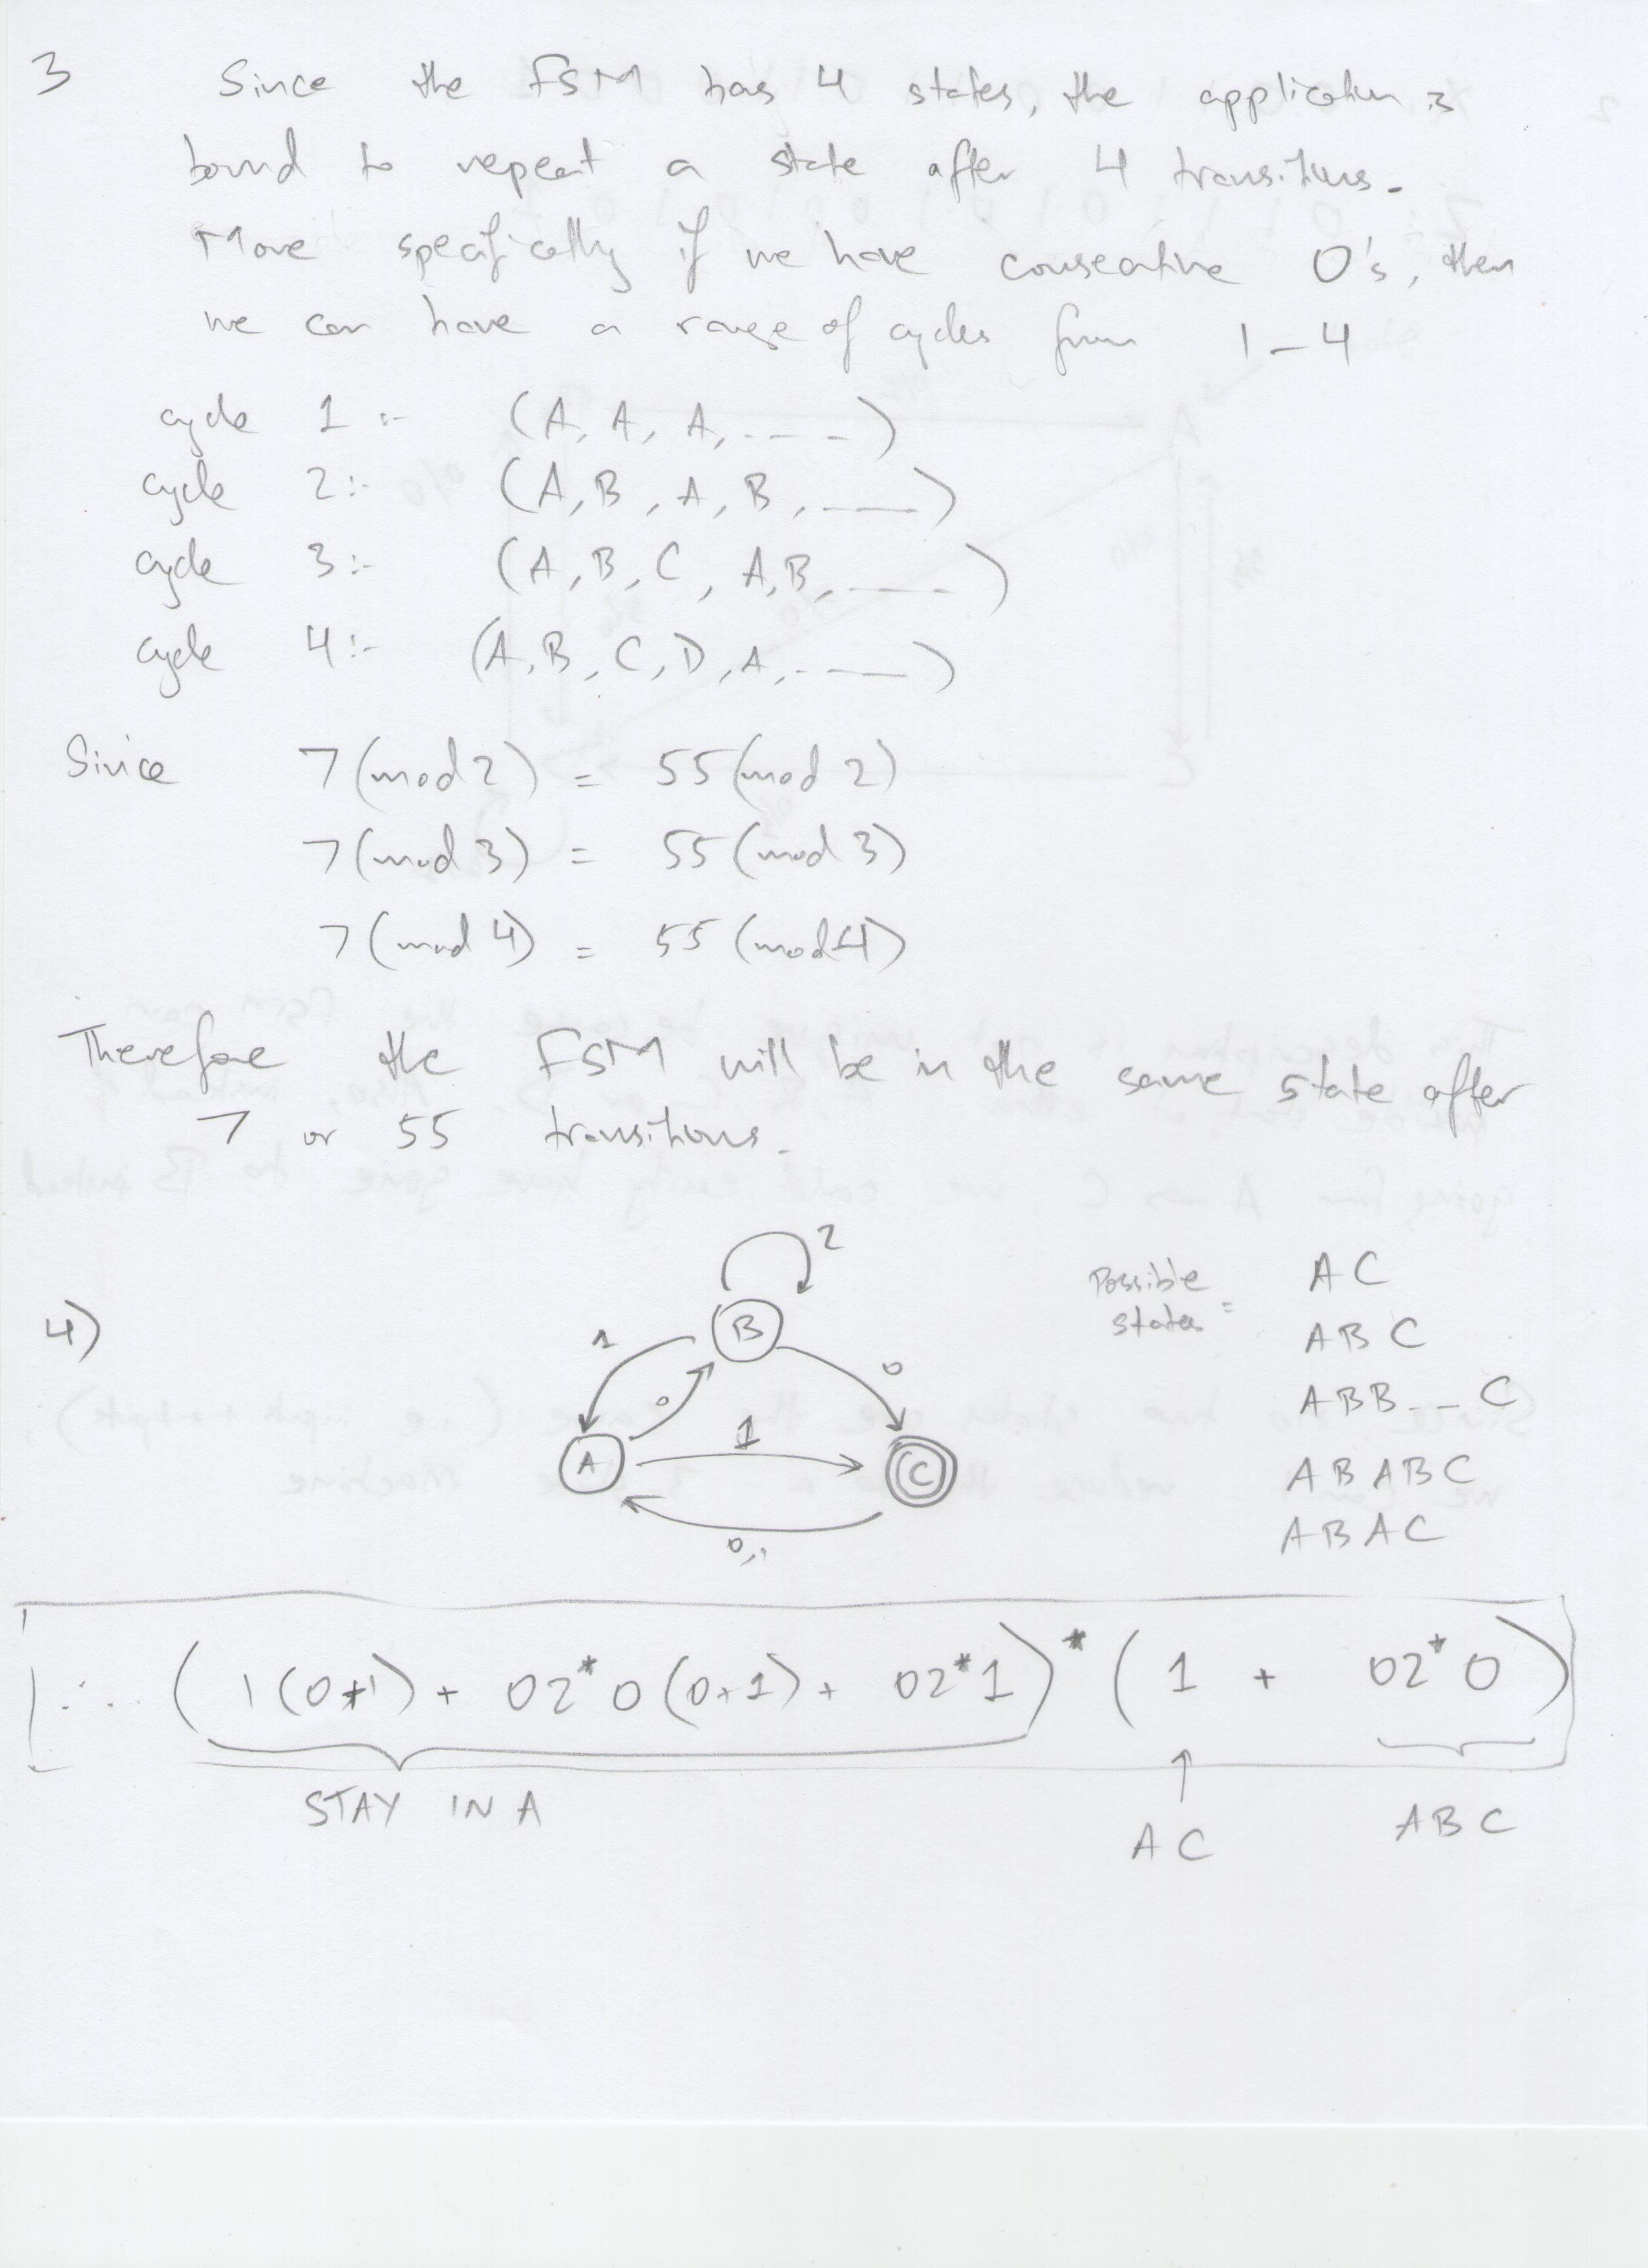 3 Since the FSM has 4 states, the application is
bound to repeat a state after 4 transitions.
More specifically if we have consecutive 0's, then
we can have a range of cycles from 1-4
cycle 1:- (A, A, A, ----)
cycle 2:- (A, B, A, B, ----)
cycle 3:- (A, B, C, A, B, ----)
cycle 4:- (A, B, C, D, A, ----)
Since 7(mod 2) = 55(mod 2)
7(mod 3) = 55(mod 3)
7(mod 4) = 55(mod 4)
Therefore the FSM will be in the same state after
7 or 55 transitions.
4)
2
B
1
0
0
A
1
C
0,1
Possible states =
AC
ABC
ABB--C
ABABC
ABAC
∴ (1(0+1) + 02*0(0+1) + 02*1)* (1 + 02*0)
STAY IN A
AC
ABC